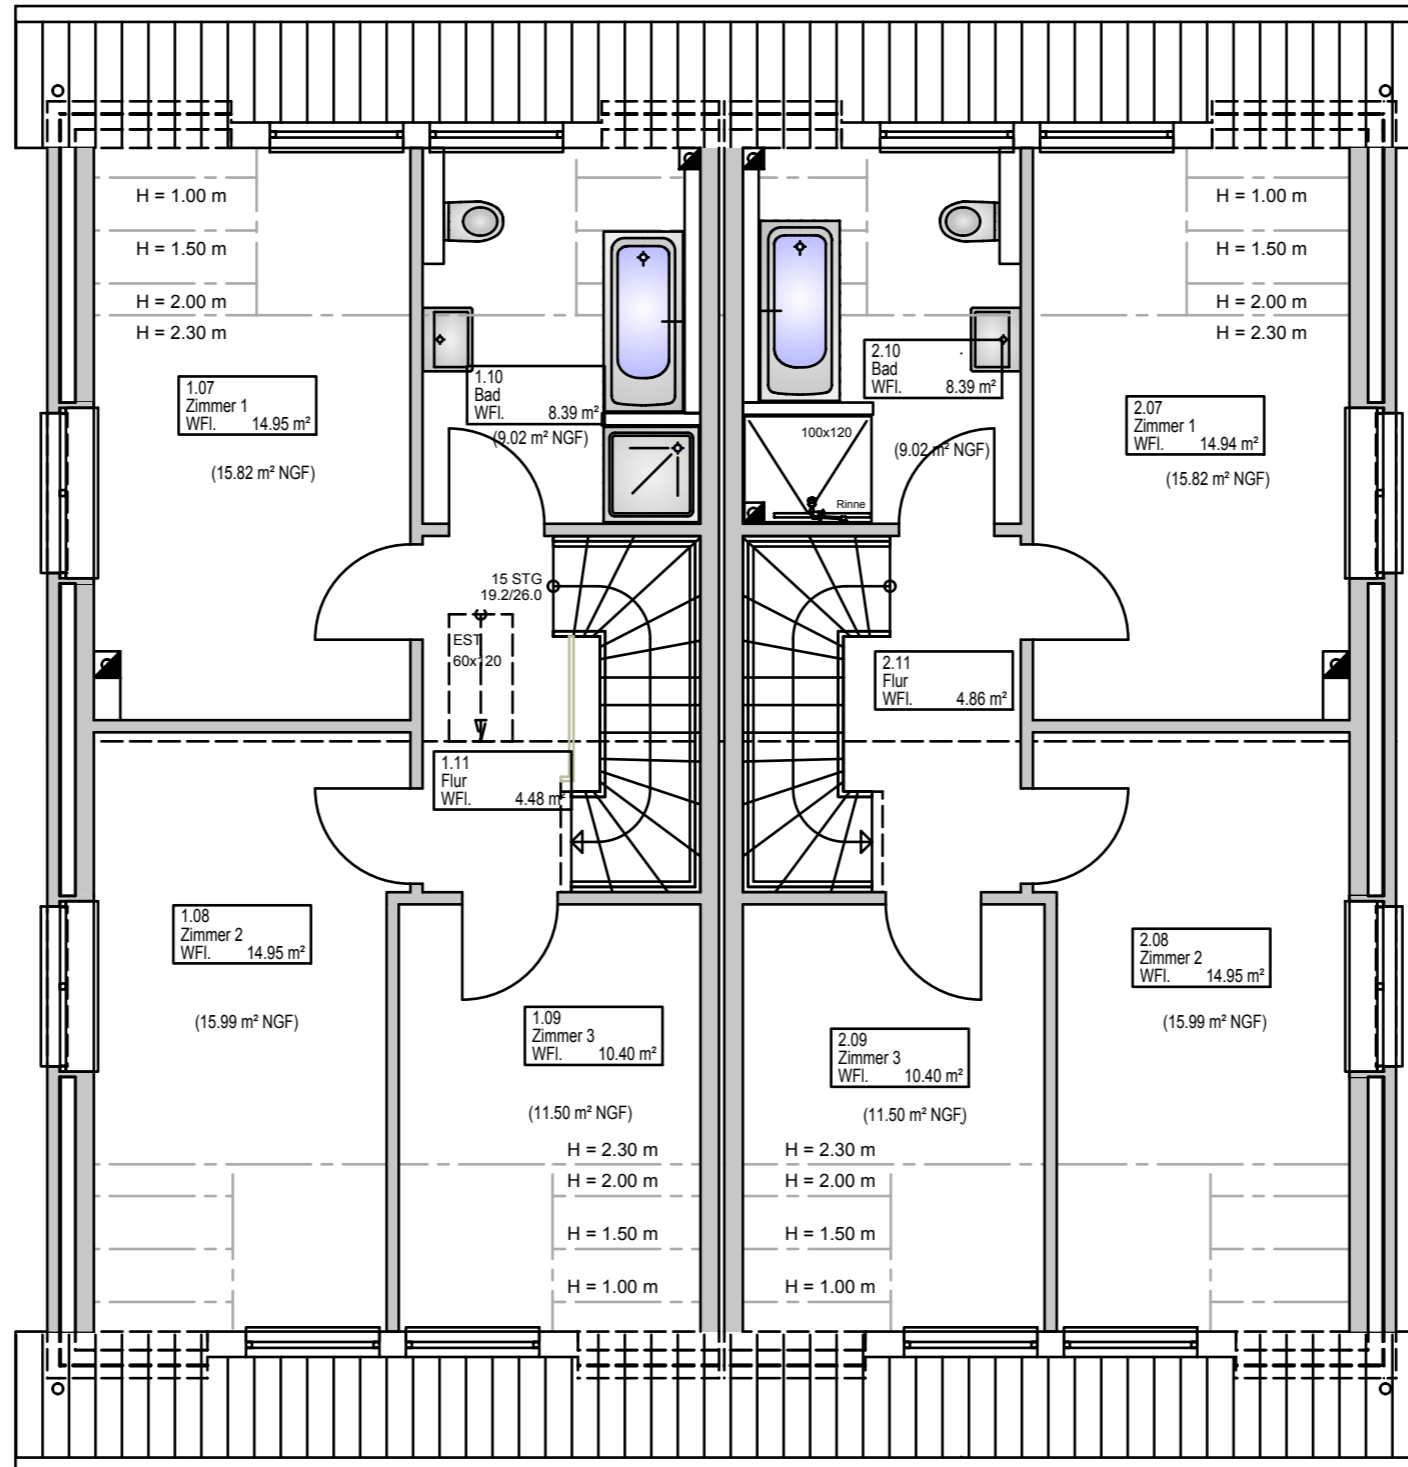 H = 1.00 m
H = 1.50 m
H = 2.00 m
H = 2.30 m
H = 1.00 m
H = 1.50 m
H = 2.00 m
H = 2.30 m
1.07
Zimmer 1
WFl. 14.95 m²
(15.82 m² NGF)
1.10
Bad
WFl. 8.39 m²
(9.02 m² NGF)
2.10
Bad
WFl. 8.39 m²
(9.02 m² NGF)
100x120
Rinne
2.07
Zimmer 1
WFl. 14.94 m²
(15.82 m² NGF)
15 STG
19.2/26.0
EST
60x120
1.11
Flur
WFl. 4.48 m²
2.11
Flur
WFl. 4.86 m²
1.08
Zimmer 2
WFl. 14.95 m²
(15.99 m² NGF)
1.09
Zimmer 3
WFl. 10.40 m²
(11.50 m² NGF)
2.09
Zimmer 3
WFl. 10.40 m²
(11.50 m² NGF)
2.08
Zimmer 2
WFl. 14.95 m²
(15.99 m² NGF)
H = 2.30 m
H = 2.00 m
H = 1.50 m
H = 1.00 m
H = 2.30 m
H = 2.00 m
H = 1.50 m
H = 1.00 m